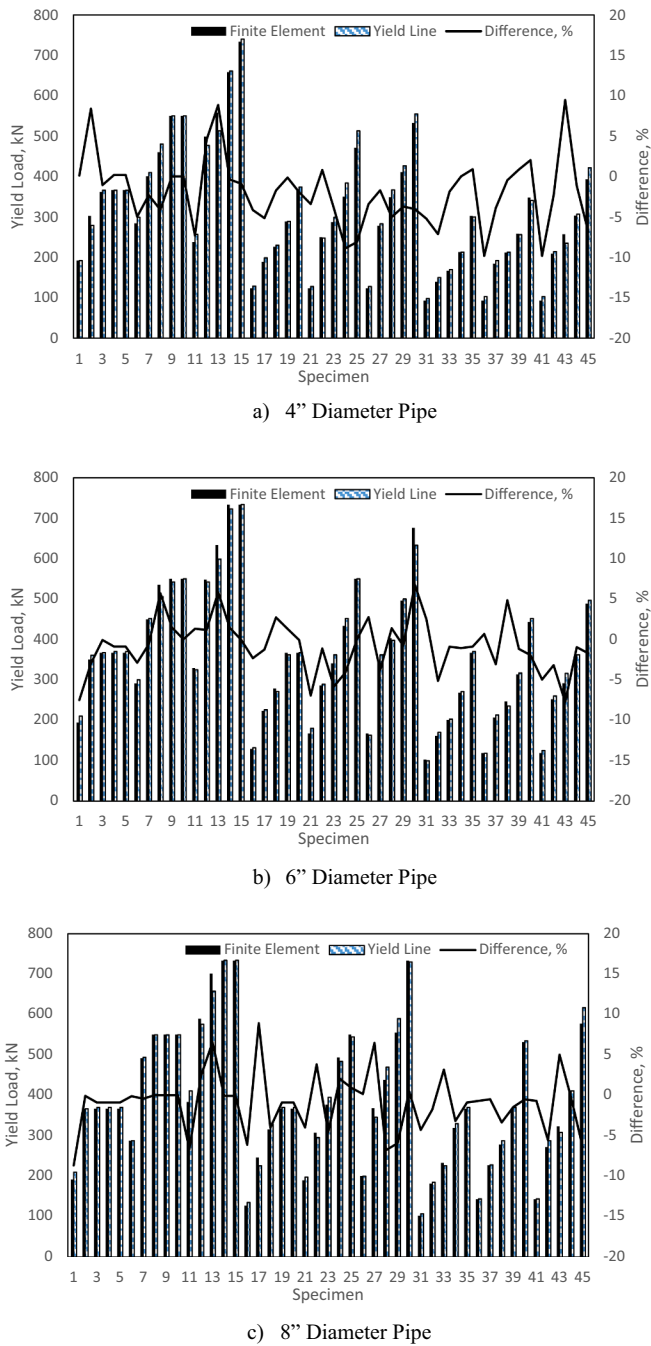 800
700
600
500
400
300
200
100
0
Yield Load, kN
Finite Element
Yield Line
Difference, %
20
15
10
5
0
-5
-10
-15
-20
Difference, %
1 3 5 7 9 11 13 15 17 19 21 23 25 27 29 31 33 35 37 39 41 43 45
Specimen
a) 4” Diameter Pipe
800
700
600
500
400
300
200
100
0
Yield Load, kN
Finite Element
Yield Line
Difference, %
20
15
10
5
0
-5
-10
-15
-20
Difference, %
1 3 5 7 9 11 13 15 17 19 21 23 25 27 29 31 33 35 37 39 41 43 45
Specimen
b) 6” Diameter Pipe
800
700
600
500
400
300
200
100
0
Yield Load, kN
Finite Element
Yield Line
Difference, %
20
15
10
5
0
-5
-10
-15
-20
Difference, %
1 3 5 7 9 11 13 15 17 19 21 23 25 27 29 31 33 35 37 39 41 43 45
Specimen
c) 8” Diameter Pipe